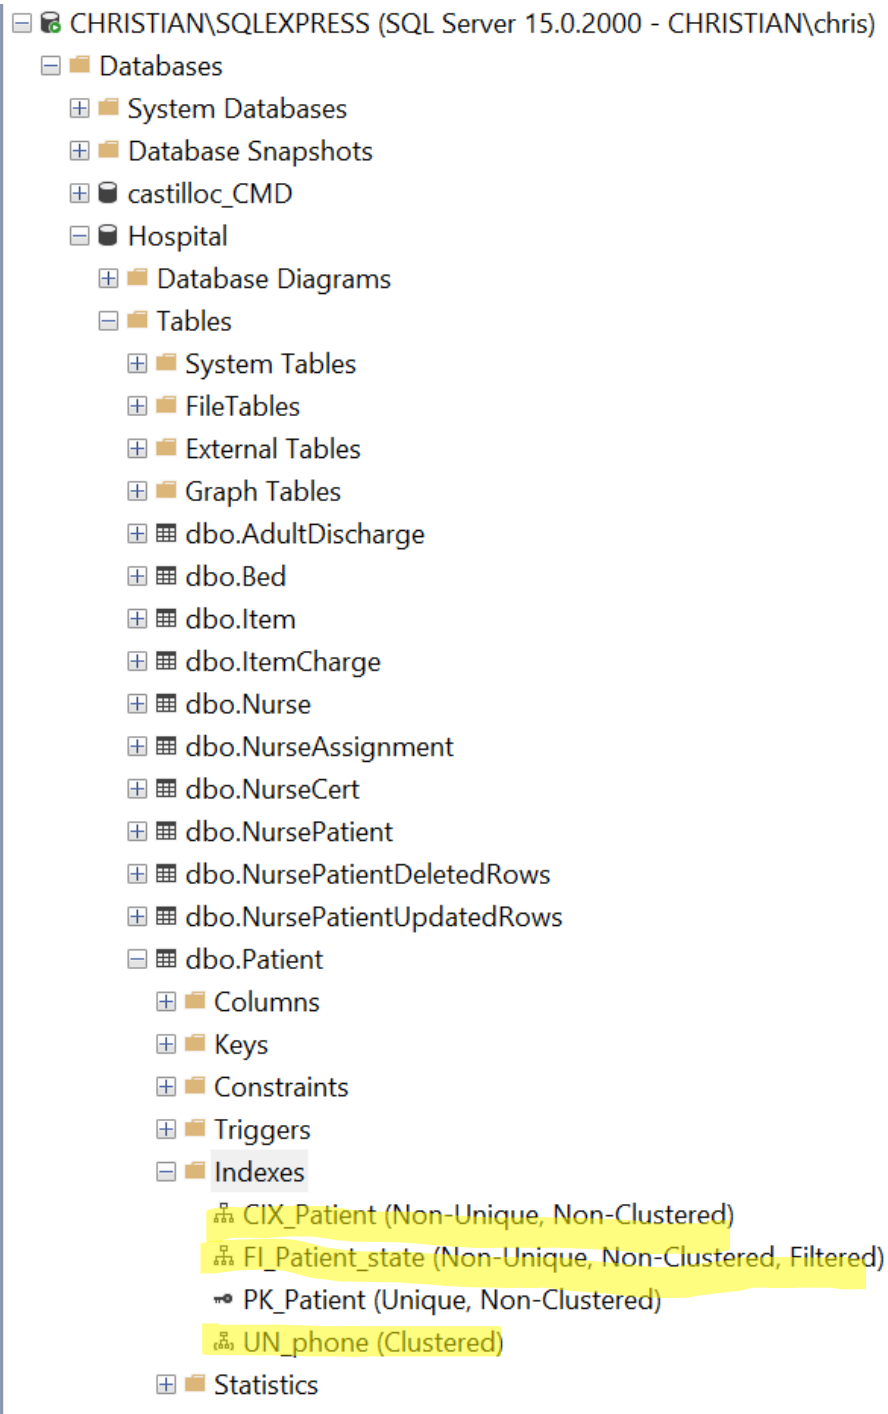 CHRISTIAN\SQLEXPRESS (SQL Server 15.0.2000 - CHRISTIAN\chris)
Databases
System Databases
Database Snapshots
castilloc_CMD
Hospital
Database Diagrams
Tables
System Tables
FileTables
External Tables
Graph Tables
dbo.AdultDischarge
dbo.Bed
dbo.Item
dbo.ItemCharge
dbo.Nurse
dbo.NurseAssignment
dbo.NurseCert
dbo.NursePatient
dbo.NursePatientDeletedRows
dbo.NursePatientUpdatedRows
dbo.Patient
Columns
Keys
Constraints
Triggers
Indexes
CIX_Patient (Non-Unique, Non-Clustered)
FI_Patient_state (Non-Unique, Non-Clustered, Filtered)
PK_Patient (Unique, Non-Clustered)
UN_phone (Clustered)
Statistics